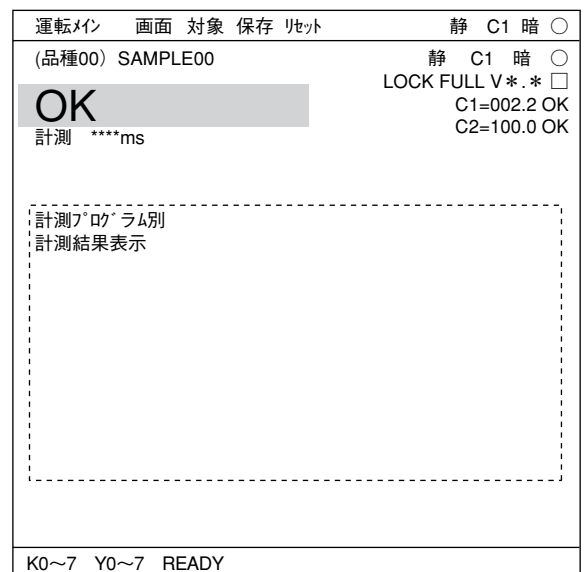 運転ﾒｲﾝ 画面 対象 保存 ﾘｾｯﾄ 静 C1 暗 ○
(品種00) SAMPLE00 静 C1 暗 ○
LOCK FULL V＊.＊ □
OK C1=002.2 OK
計測 ****ms C2=100.0 OK
計測ﾌﾟﾛｸﾞﾗﾑ別
計測結果表示
K0〜7 Y0〜7 READY